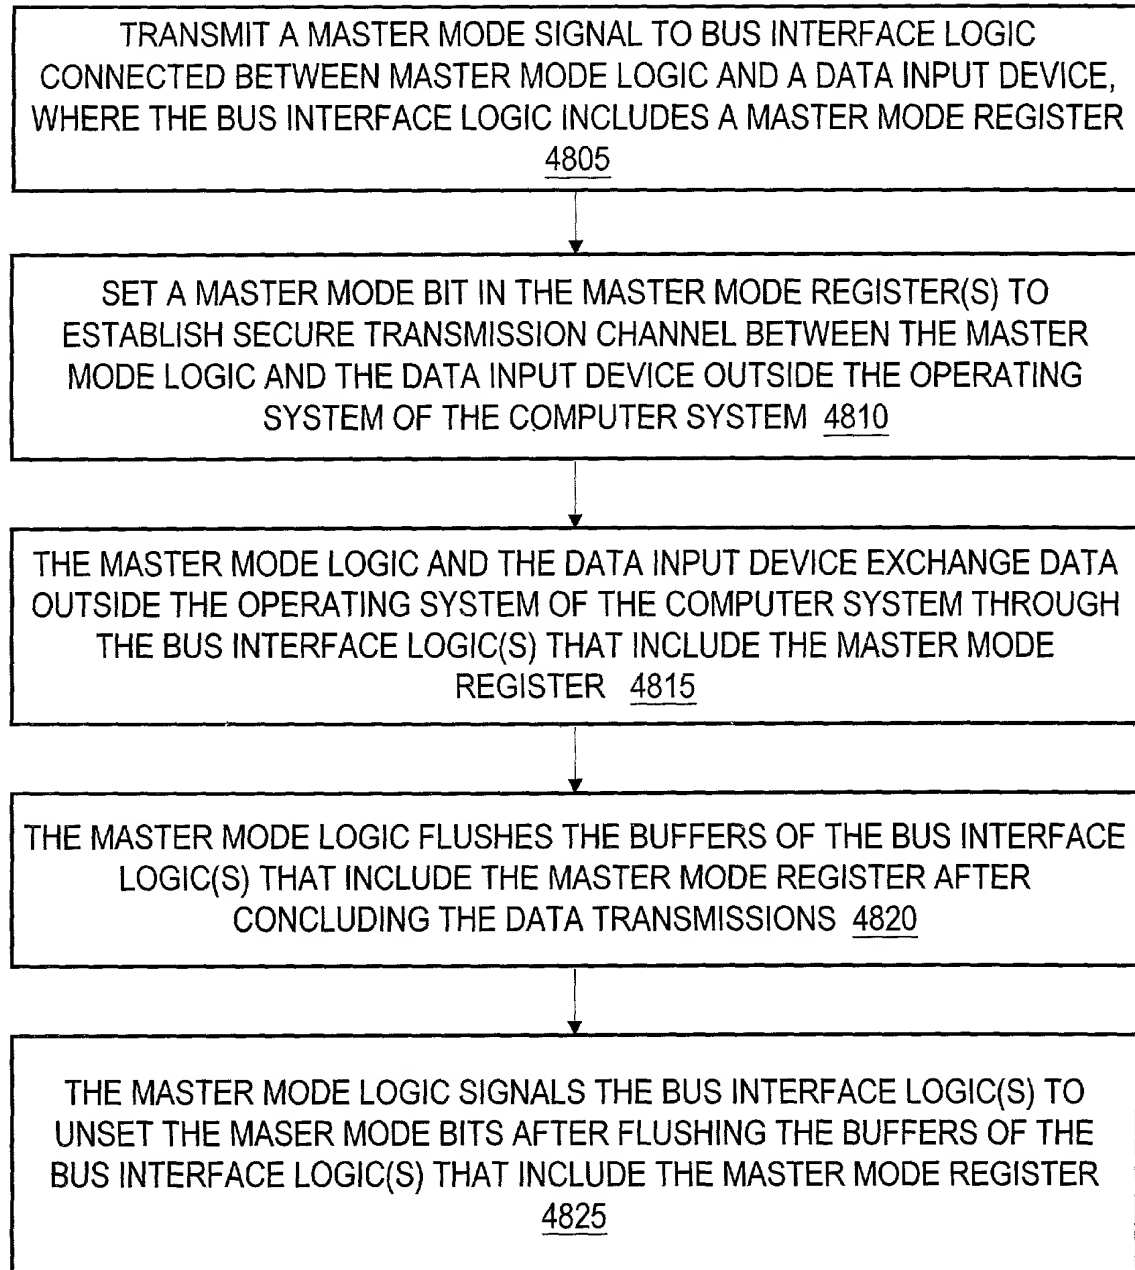 TRANSMIT A MASTER MODE SIGNAL TO BUS INTERFACE LOGIC
CONNECTED BETWEEN MASTER MODE LOGIC AND A DATA INPUT DEVICE,
WHERE THE BUS INTERFACE LOGIC INCLUDES A MASTER MODE REGISTER
4805
SET A MASTER MODE BIT IN THE MASTER MODE REGISTER(S) TO
ESTABLISH SECURE TRANSMISSION CHANNEL BETWEEN THE MASTER
MODE LOGIC AND THE DATA INPUT DEVICE OUTSIDE THE OPERATING
SYSTEM OF THE COMPUTER SYSTEM 4810
THE MASTER MODE LOGIC AND THE DATA INPUT DEVICE EXCHANGE DATA
OUTSIDE THE OPERATING SYSTEM OF THE COMPUTER SYSTEM THROUGH
THE BUS INTERFACE LOGIC(S) THAT INCLUDE THE MASTER MODE
REGISTER 4815
THE MASTER MODE LOGIC FLUSHES THE BUFFERS OF THE BUS INTERFACE
LOGIC(S) THAT INCLUDE THE MASTER MODE REGISTER AFTER
CONCLUDING THE DATA TRANSMISSIONS 4820
THE MASTER MODE LOGIC SIGNALS THE BUS INTERFACE LOGIC(S) TO
UNSET THE MASER MODE BITS AFTER FLUSHING THE BUFFERS OF THE
BUS INTERFACE LOGIC(S) THAT INCLUDE THE MASTER MODE REGISTER
4825